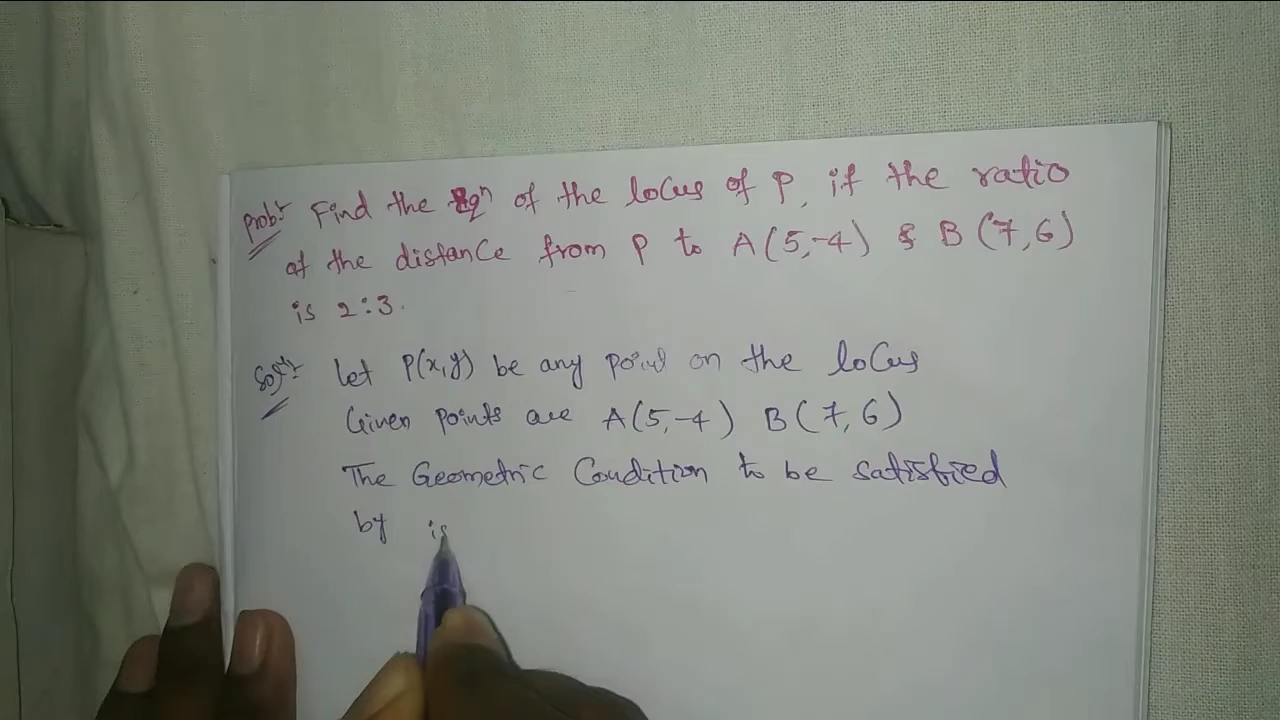 Prob:- Find the Eqn of the locus of P, if the ratio
of the distance from P to A(5,-4) & B(7,6)
is 2:3.
Sol:- Let P(x,y) be any point on the locus
Given points are A(5,-4) B(7,6)
The Geometric Condition to be satisfied
by is